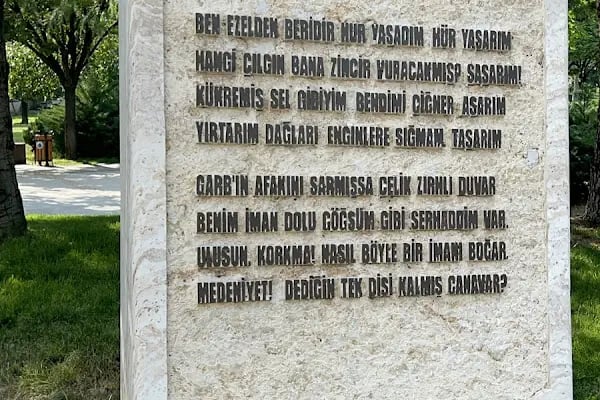 BEN EZELDEN BERİDİR HÜR YAŞADIM HÜR YAŞARIM
HANGİ ÇILGIN BANA ZİNCİR VURACAKMIŞ? ŞAŞARIM!
KÜKREMİŞ SEL GİBİYİM BENDİMİ ÇİĞNER, AŞARIM
YIRTARIM DAĞLARI ENGİNLERE SIĞMAM, TAŞARIM
GARB'IN AFAKINI SARMIŞSA ÇELİK ZIRHLI DUVAR
BENİM İMAN DOLU GÖĞSÜM GİBİ SERHADDİM VAR.
ULUSUN, KORKMA! NASIL BÖYLE BİR İMANI BOĞAR,
MEDENİYET! DEDİĞİN TEK DİŞİ KALMIŞ CANAVAR?